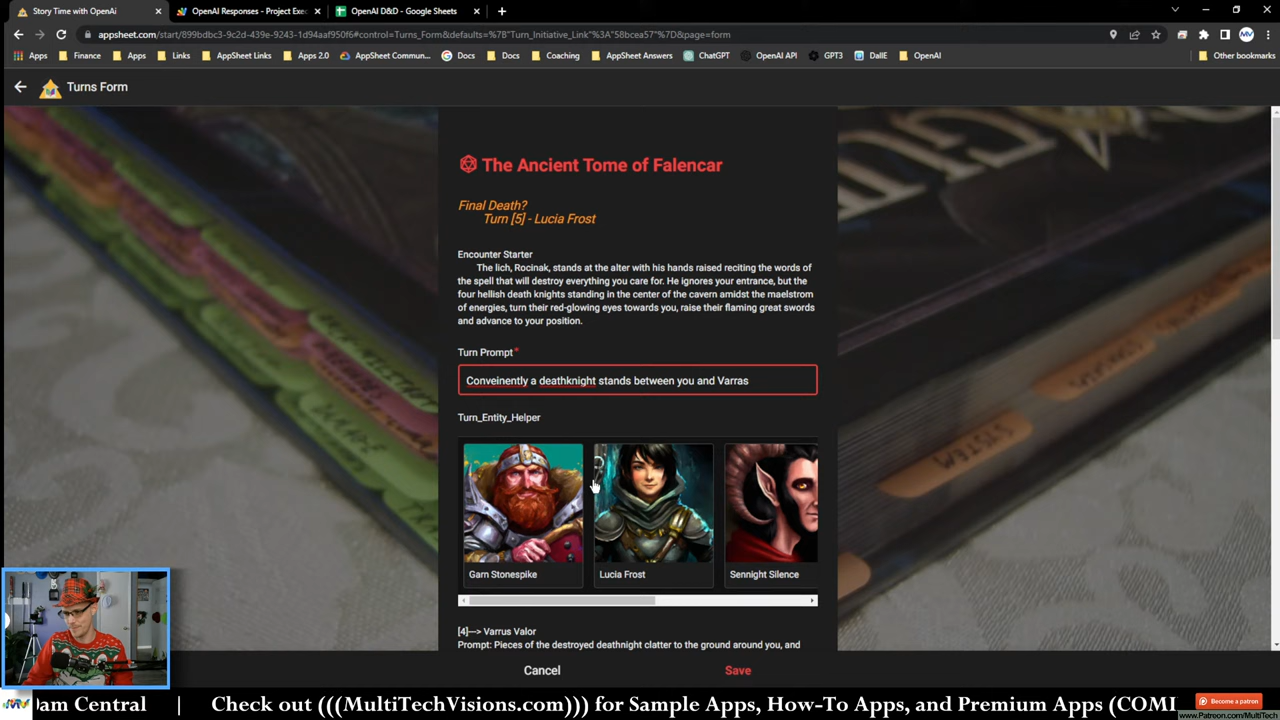 Story Time with OpenAi
OpenAI Responses - Project Exec
OpenAI D&D - Google Sheets
appsheet.com/start/899bdbc3-9c2d-439e-9243-1d94aaf950f6#control=Turns_Form&defaults=%7B"Turn_Initiative_Link"%3A"58bcea57"%7D&page=form
Apps Finance Apps Links AppSheet Links Apps 2.0 AppSheet Commun... Docs Docs Coaching AppSheet Answers ChatGPT OpenAI API GPT3 DallE OpenAI Other bookmarks
Turns Form
The Ancient Tome of Falencar
Final Death?
Turn [5] - Lucia Frost
Encounter Starter
The lich, Rocinak, stands at the alter with his hands raised reciting the words of
the spell that will destroy everything you care for. He ignores your entrance, but the
four hellish death knights standing in the center of the cavern amidst the maelstrom
of energies, turn their red-glowing eyes towards you, raise their flaming great swords
and advance to your position.
Turn Prompt*
Conveinently a deathknight stands between you and Varras
Turn_Entity_Helper
Garn Stonespike
Lucia Frost
Sennight Silence
[4]---> Varrus Valor
Prompt: Pieces of the destroyed deathnight clatter to the ground around you, and
Cancel
Save
am Central | Check out (((MultiTechVision.com))) for Sample Apps, How-To Apps, and Premium Apps (COMI
Become a patron
www.Patreon.com/MultiTech